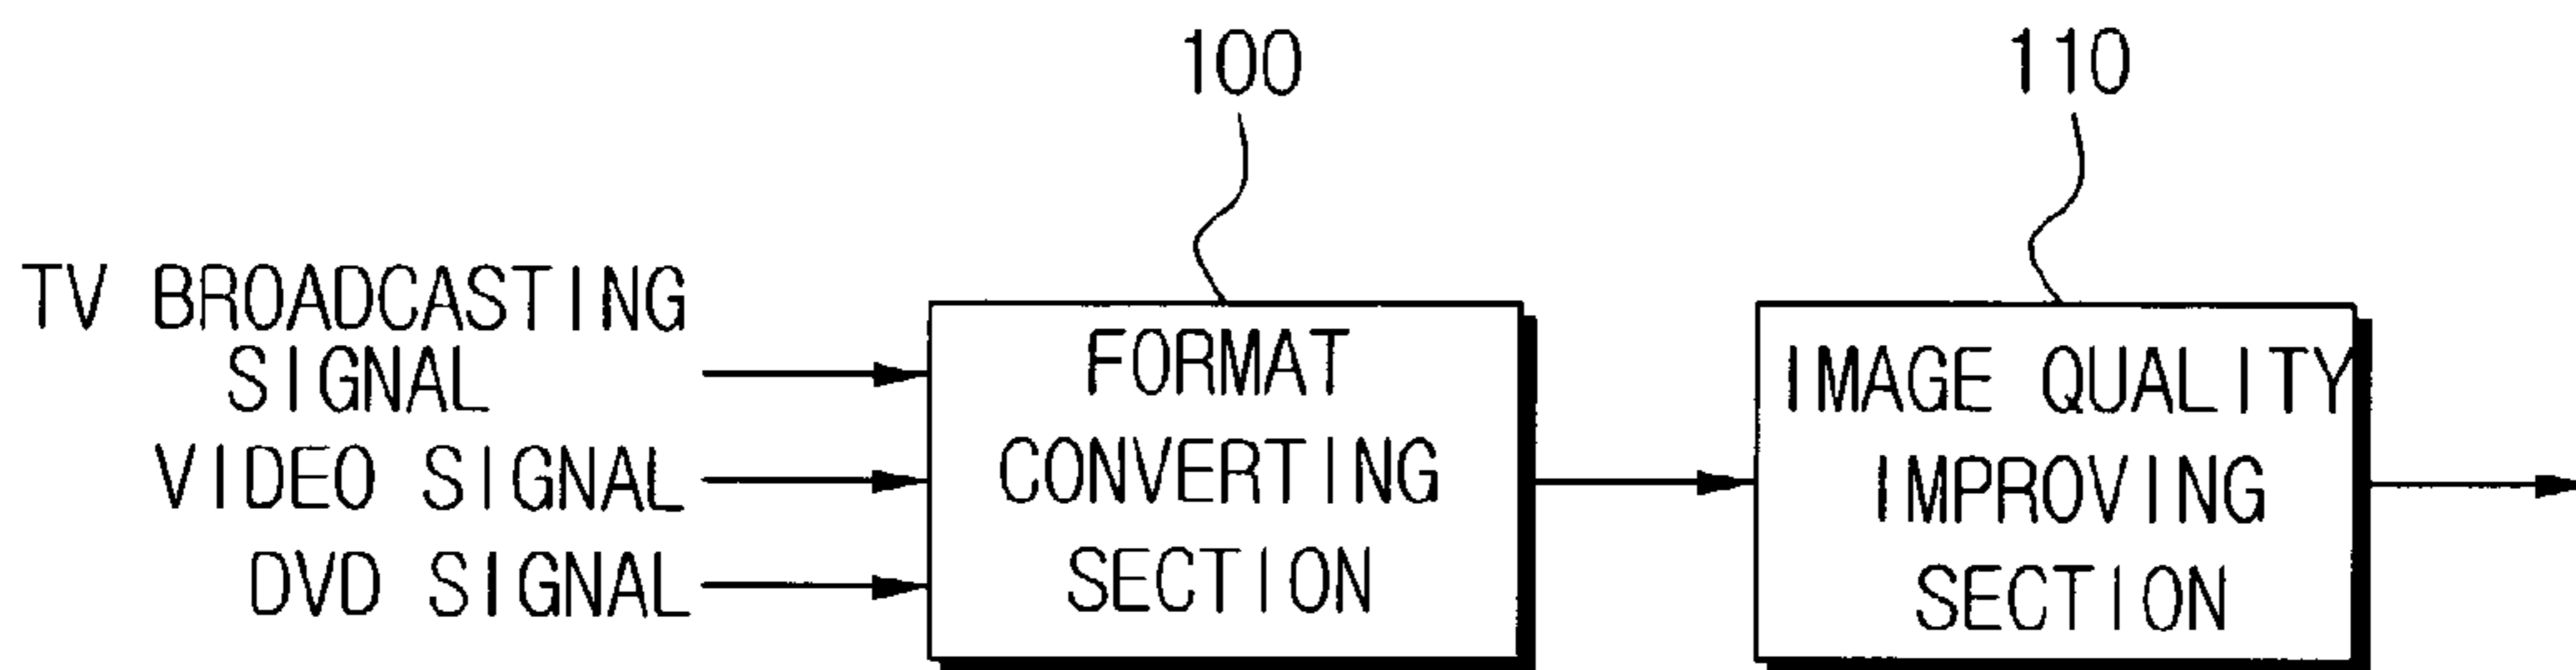 100
110
TV BROADCASTING
SIGNAL
VIDEO SIGNAL
DVD SIGNAL
FORMAT
CONVERTING
SECTION
IMAGE QUALITY
IMPROVING
SECTION